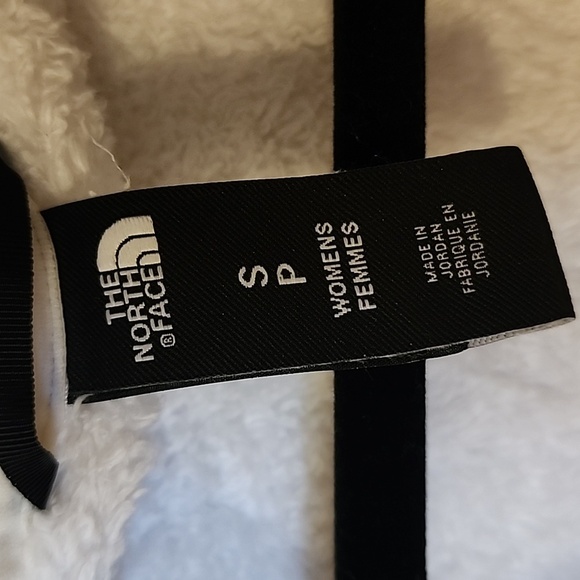 THE
NORTH
FACE®
S
P
WOMENS
FEMMES
MADE IN
JORDAN
FABRIQUE EN
JORDANIE